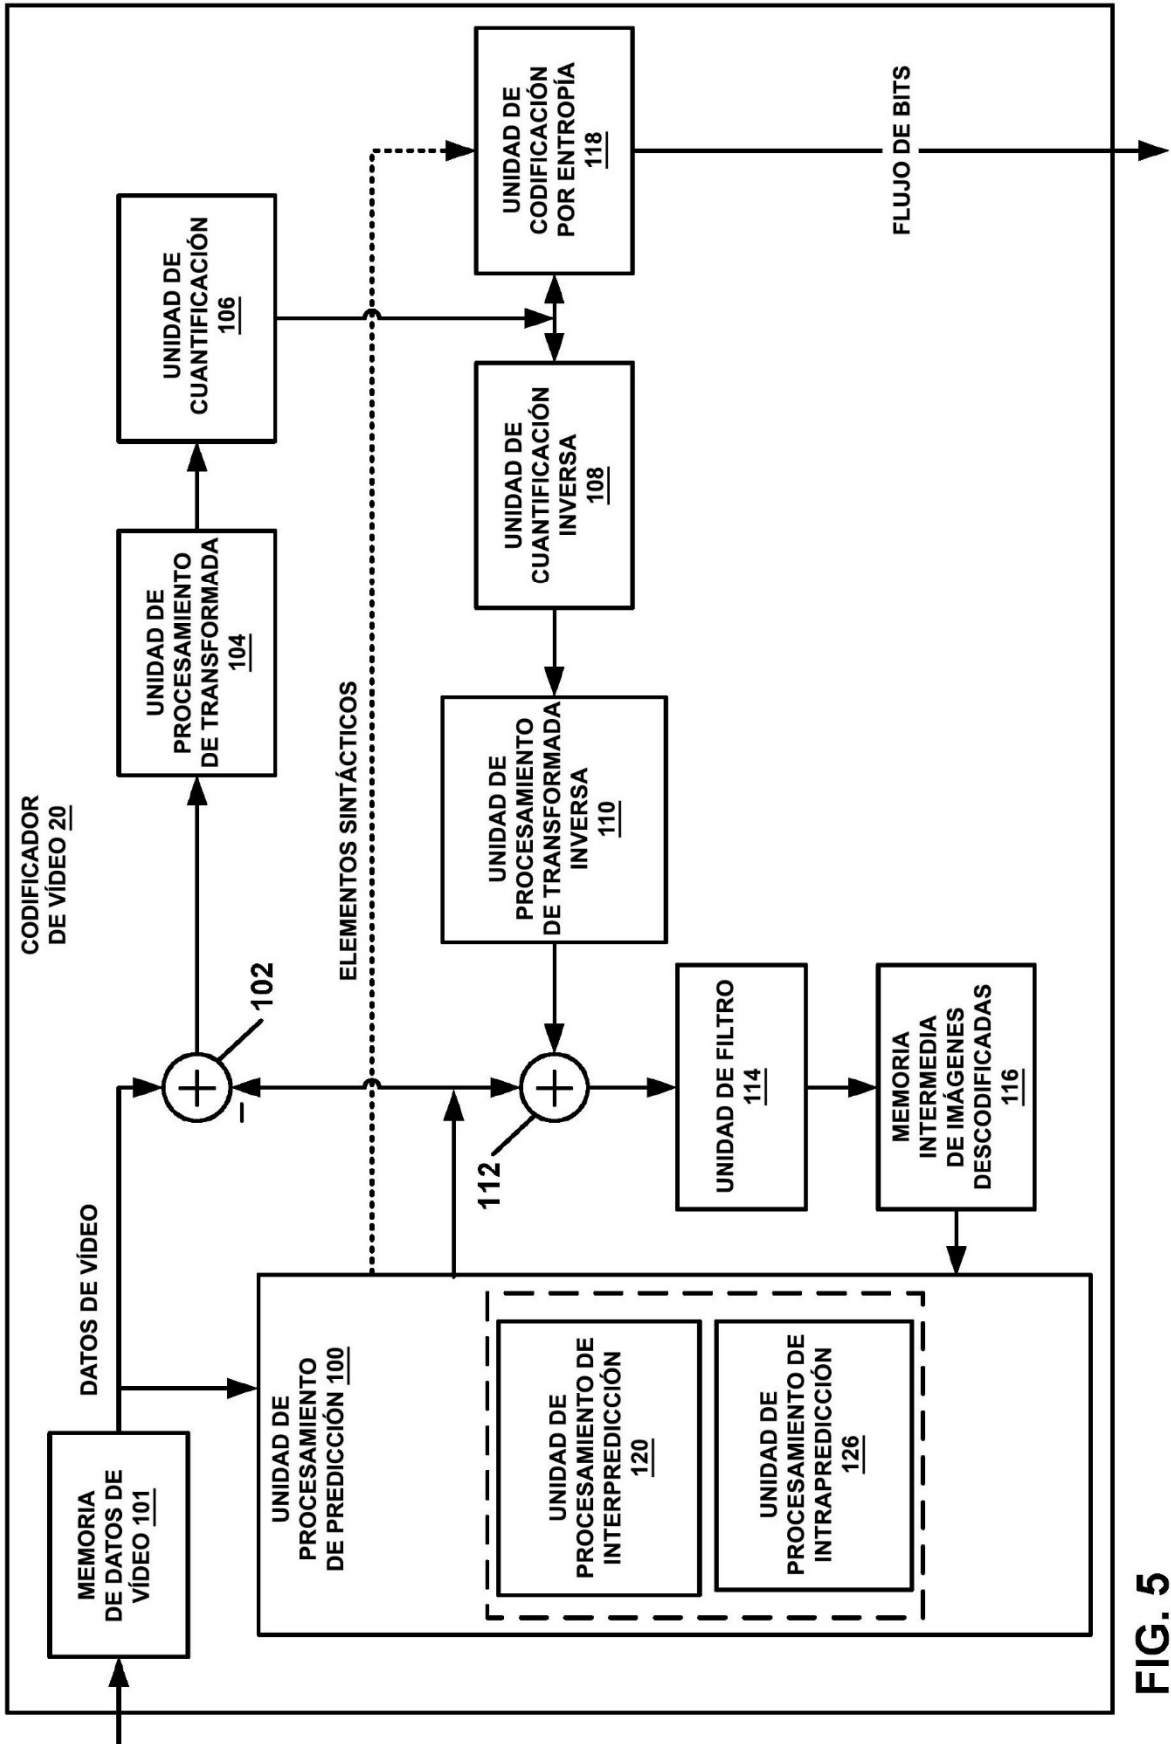 CODIFICADOR
DE VÍDEO 20
MEMORIA
DE DATOS DE
VÍDEO 101
DATOS DE VÍDEO
102
UNIDAD DE
PROCESAMIENTO
DE TRANSFORMADA
104
UNIDAD DE
CUANTIFICACIÓN
106
UNIDAD DE
PROCESAMIENTO
DE PREDICCIÓN 100
ELEMENTOS SINTÁCTICOS
UNIDAD DE
PROCESAMIENTO DE
INTERPREDICCIÓN
120
UNIDAD DE
PROCESAMIENTO DE
INTRAPREDICCIÓN
126
112
UNIDAD DE
PROCESAMIENTO
DE TRANSFORMADA
INVERSA
110
UNIDAD DE
CUANTIFICACIÓN
INVERSA
108
UNIDAD DE
CODIFICACIÓN
POR ENTROPÍA
118
UNIDAD DE FILTRO
114
MEMORIA
INTERMEDIA
DE IMÁGENES
DESCODIFICADAS
116
FLUJO DE BITS
FIG. 5